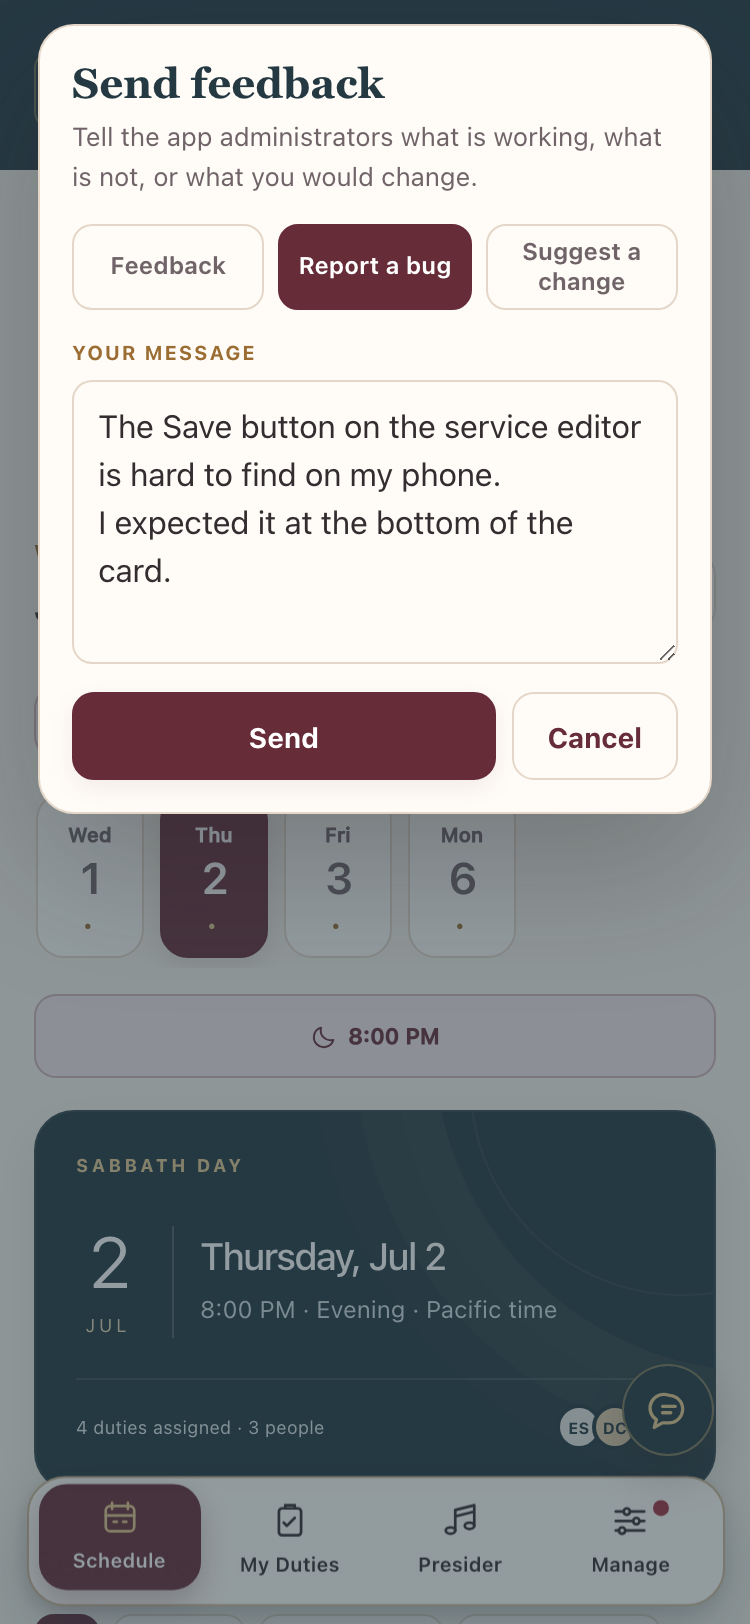 Send feedback
Tell the app administrators what is working, what
is not, or what you would change.
Feedback
Report a bug
Suggest a
change
YOUR MESSAGE
The Save button on the service editor
is hard to find on my phone.
I expected it at the bottom of the
card.
Send
Cancel
Wed
1
Thu
2
Fri
3
Mon
6
8:00 PM
SABBATH DAY
2
JUL
Thursday, Jul 2
8:00 PM · Evening · Pacific time
4 duties assigned · 3 people
ES
DC
Schedule
My Duties
Presider
Manage